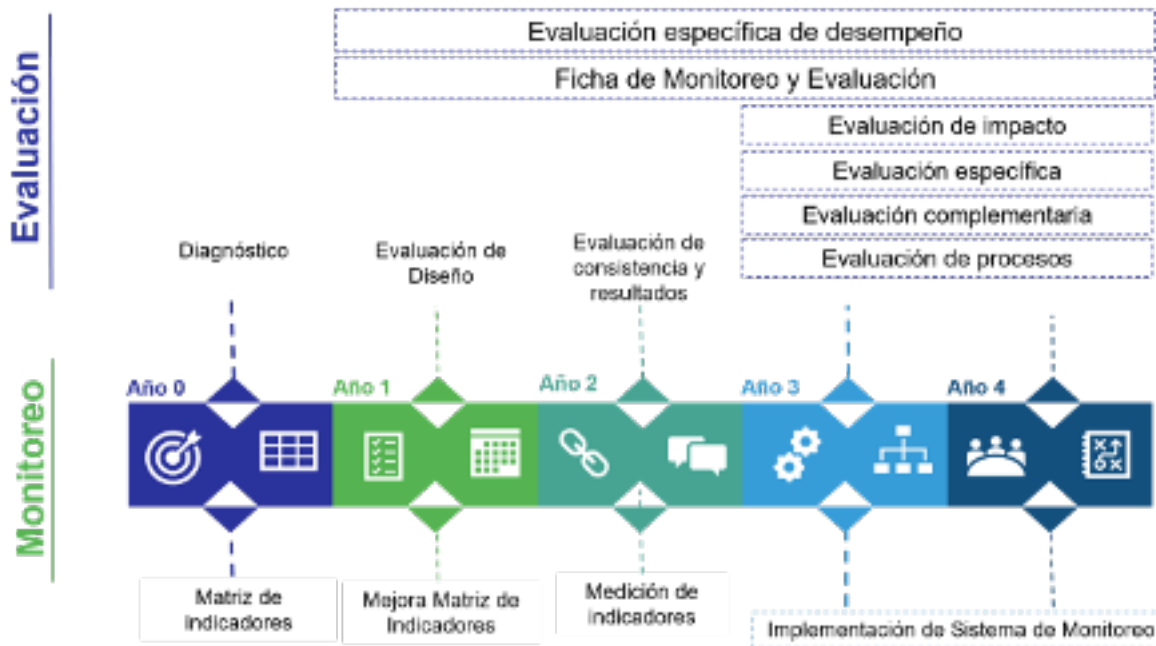 Evaluación
Evaluación específica de desempeño
Ficha de Monitoreo y Evaluación
Evaluación de impacto
Evaluación específica
Evaluación complementaria
Evaluación de procesos
Diagnóstico
Evaluación de
Diseño
Evaluación de
consistencia y
resultados
Monitoreo
Año 0
Año 1
Año 2
Año 3
Año 4
Matriz de
Indicadores
Mejora Matriz de
Indicadores
Medición de
indicadores
Implementación de Sistema de Monitoreo